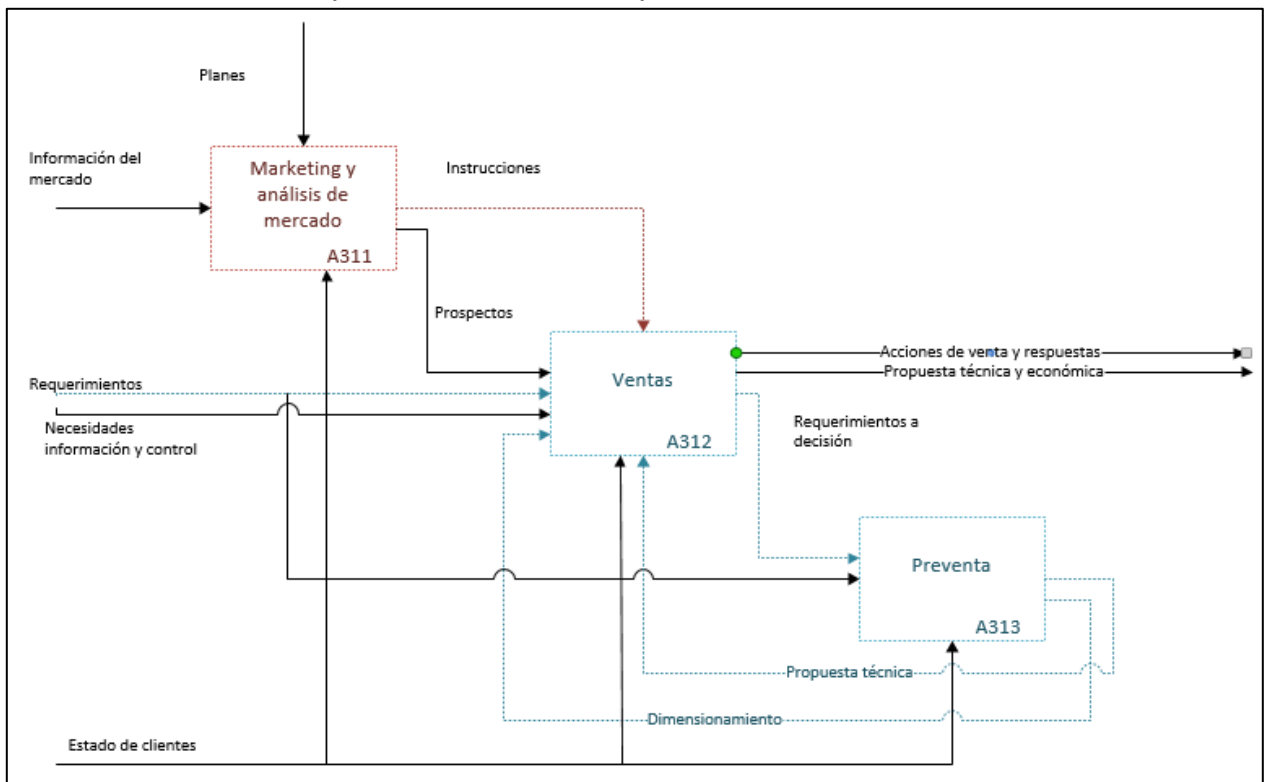 Planes
Información del
mercado
Marketing y
análisis de
mercado
A311
Instrucciones
Prospectos
Ventas
A312
Acciones de venta y respuestas
Propuesta técnica y económica
Requerimientos
Necesidades
información y control
Requerimientos a
decisión
Preventa
A313
Propuesta técnica
Dimensionamiento
Estado de clientes